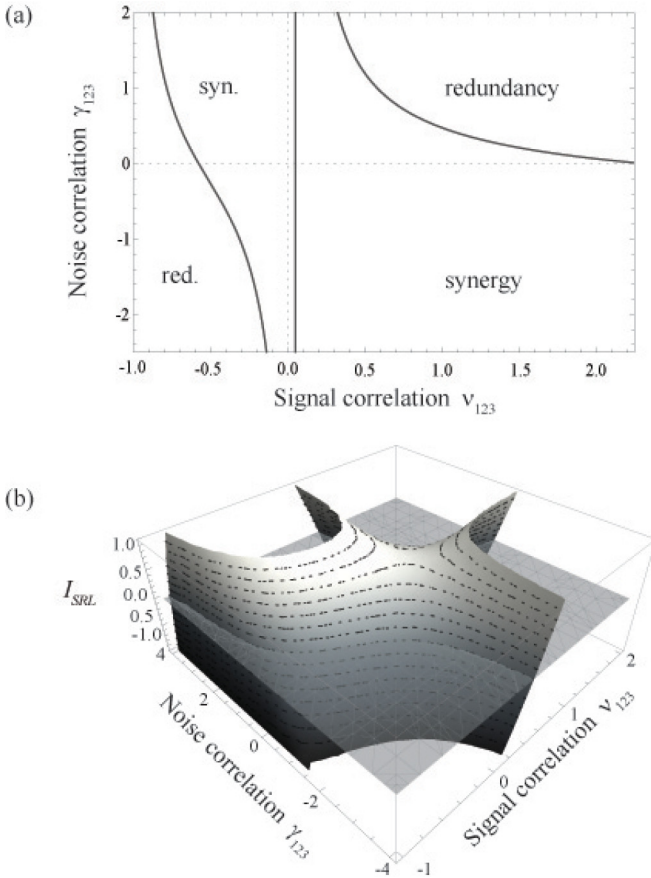 (a)
2
1
0
-1
-2
Noise correlation γ123
syn.
redundancy
red.
synergy
-1.0
-0.5
0.0
0.5
1.0
1.5
2.0
Signal correlation ν123
(b)
ISRL
1.0
0.5
0.0
0.5
-1.0
4
2
0
-2
-4
Noise correlation γ123
2
1
0
-1
Signal correlation ν123